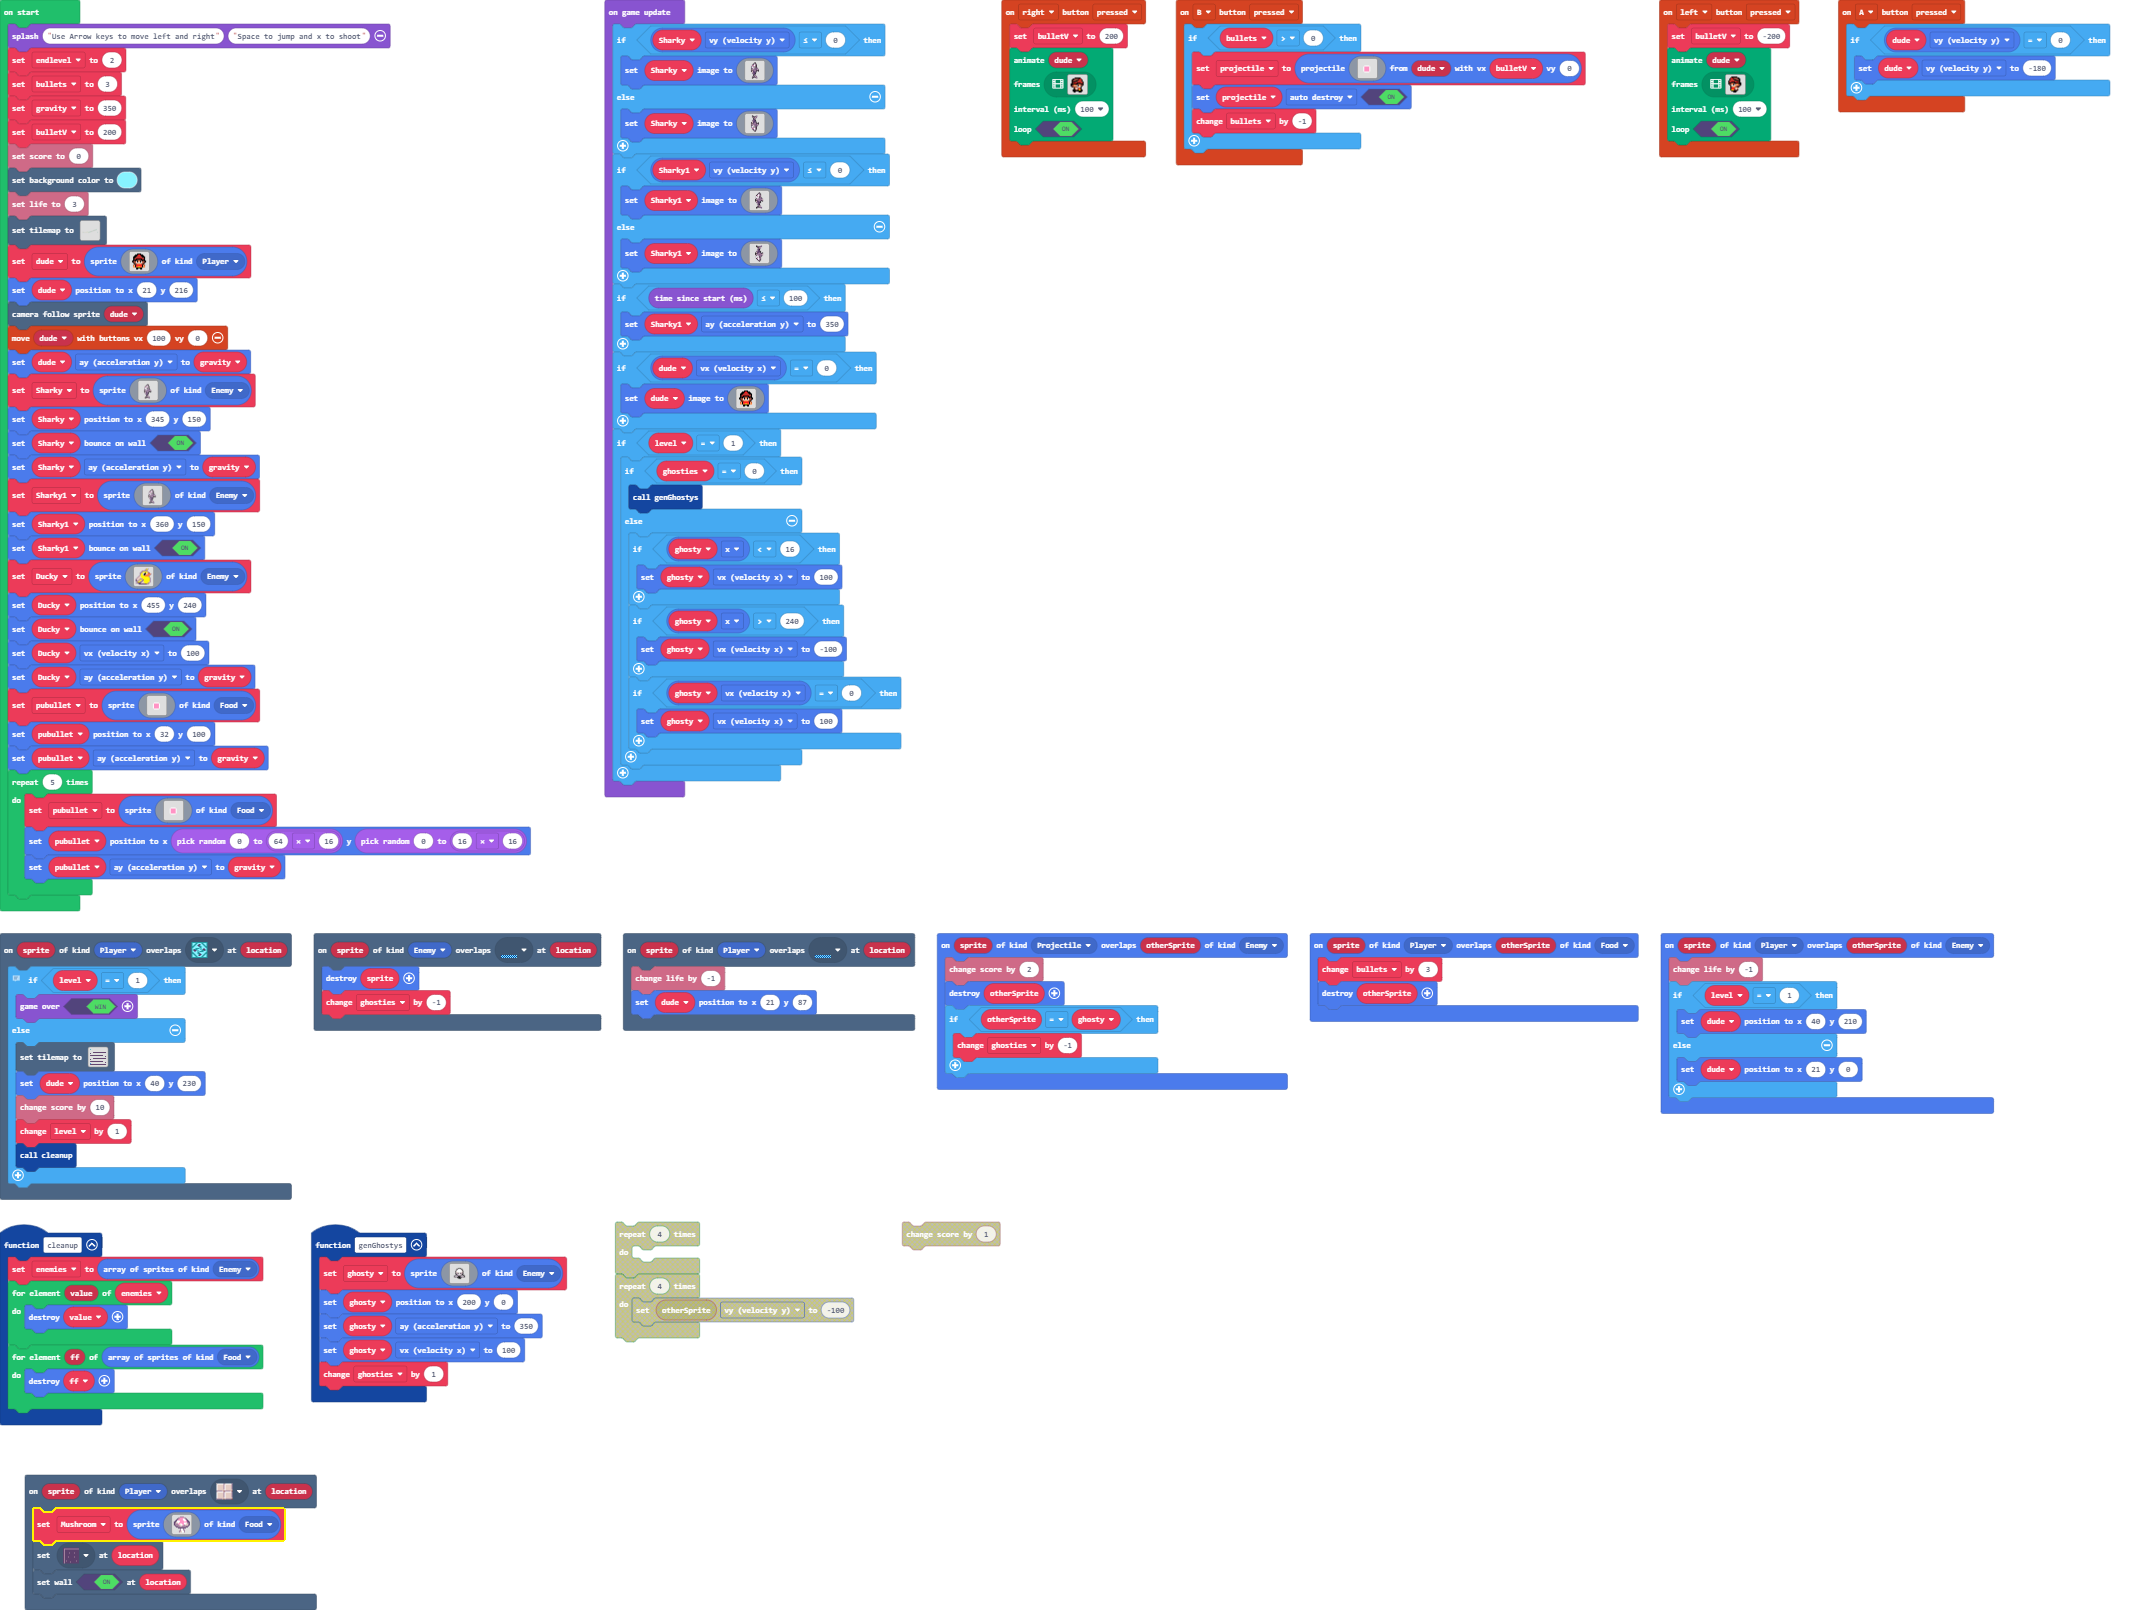 on start
splash "Use Arrow keys to move left and right" "Space to jump and x to shoot"
set endlevel to 2
set bullets to 3
set gravity to 350
set bulletV to 200
set score to 0
set background color to
set life to 3
set tilemap to
set dude to sprite of kind Player
set dude position to x 21 y 216
camera follow sprite dude
move dude with buttons vx 100 vy 0
set dude ay (acceleration y) to gravity
set Sharky to sprite of kind Enemy
set Sharky position to x 345 y 150
set Sharky bounce on wall ON
set Sharky ay (acceleration y) to gravity
set Sharky1 to sprite of kind Enemy
set Sharky1 position to x 360 y 150
set Sharky1 bounce on wall ON
set Ducky to sprite of kind Enemy
set Ducky position to x 455 y 240
set Ducky bounce on wall ON
set Ducky vx (velocity x) to 100
set Ducky ay (acceleration y) to gravity
set pubullet to sprite of kind Food
set pubullet position to x 32 y 100
set pubullet ay (acceleration y) to gravity
repeat 5 times
do
set pubullet to sprite of kind Food
set pubullet position to x pick random 0 to 64 x 16 y pick random 0 to 16 x 16
set pubullet ay (acceleration y) to gravity
on game update
if Sharky vy (velocity y) ≤ 0 then
set Sharky image to
else
set Sharky image to
if Sharky1 vy (velocity y) ≤ 0 then
set Sharky1 image to
else
set Sharky1 image to
if time since start (ms) ≤ 100 then
set Sharky1 ay (acceleration y) to 350
if dude vx (velocity x) = 0 then
set dude image to
if level = 1 then
if ghosties = 0 then
call genGhostys
else
if ghosty x < 16 then
set ghosty vx (velocity x) to 100
if ghosty x > 240 then
set ghosty vx (velocity x) to -100
if ghosty vx (velocity x) = 0 then
set ghosty vx (velocity x) to 100
on right button pressed
set bulletV to 200
animate dude
frames
interval (ms) 100
loop ON
on B button pressed
if bullets > 0 then
set projectile to projectile from dude with vx bulletV vy 0
set projectile auto destroy ON
change bullets by -1
on left button pressed
set bulletV to -200
animate dude
frames
interval (ms) 100
loop ON
on A button pressed
if dude vy (velocity y) = 0 then
set dude vy (velocity y) to -180
on sprite of kind Player overlaps at location
if level = 1 then
game over WIN
else
set tilemap to
set dude position to x 40 y 230
change score by 10
change level by 1
call cleanup
on sprite of kind Enemy overlaps at location
destroy sprite
change ghosties by -1
on sprite of kind Player overlaps at location
change life by -1
set dude position to x 21 y 87
on sprite of kind Projectile overlaps otherSprite of kind Enemy
change score by 2
destroy otherSprite
if otherSprite = ghosty then
change ghosties by -1
on sprite of kind Player overlaps otherSprite of kind Food
change bullets by 3
destroy otherSprite
on sprite of kind Player overlaps otherSprite of kind Enemy
change life by -1
if level = 1 then
set dude position to x 40 y 210
else
set dude position to x 21 y 0
function cleanup
set enemies to array of sprites of kind Enemy
for element value of enemies
do
destroy value
for element ff of array of sprites of kind Food
do
destroy ff
function genGhostys
set ghosty to sprite of kind Enemy
set ghosty position to x 200 y 0
set ghosty ay (acceleration y) to 350
set ghosty vx (velocity x) to 100
change ghosties by 1
repeat 4 times
do
repeat 4 times
do
set otherSprite vy (velocity y) to -100
change score by 1
on sprite of kind Player overlaps at location
set Mushroom to sprite of kind Food
set at location
set wall ON at location